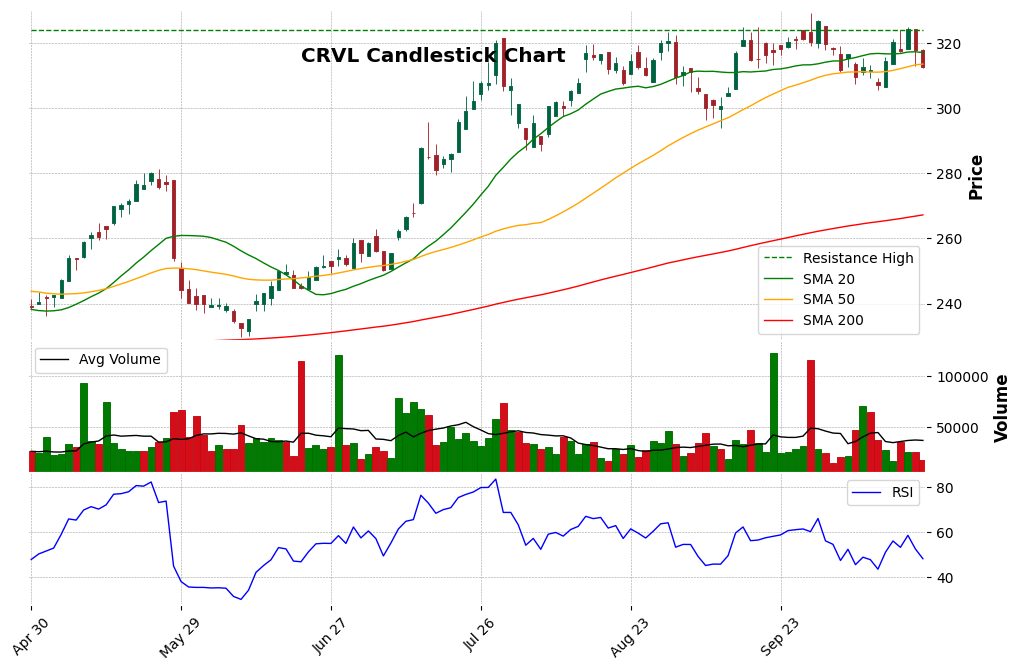 CRVL Candlestick Chart
320
300
280
260
240
Price
Resistance High
SMA 20
SMA 50
SMA 200
Avg Volume
100000
50000
Volume
RSI
80
60
40
Apr 30
May 29
Jun 27
Jul 26
Aug 23
Sep 23